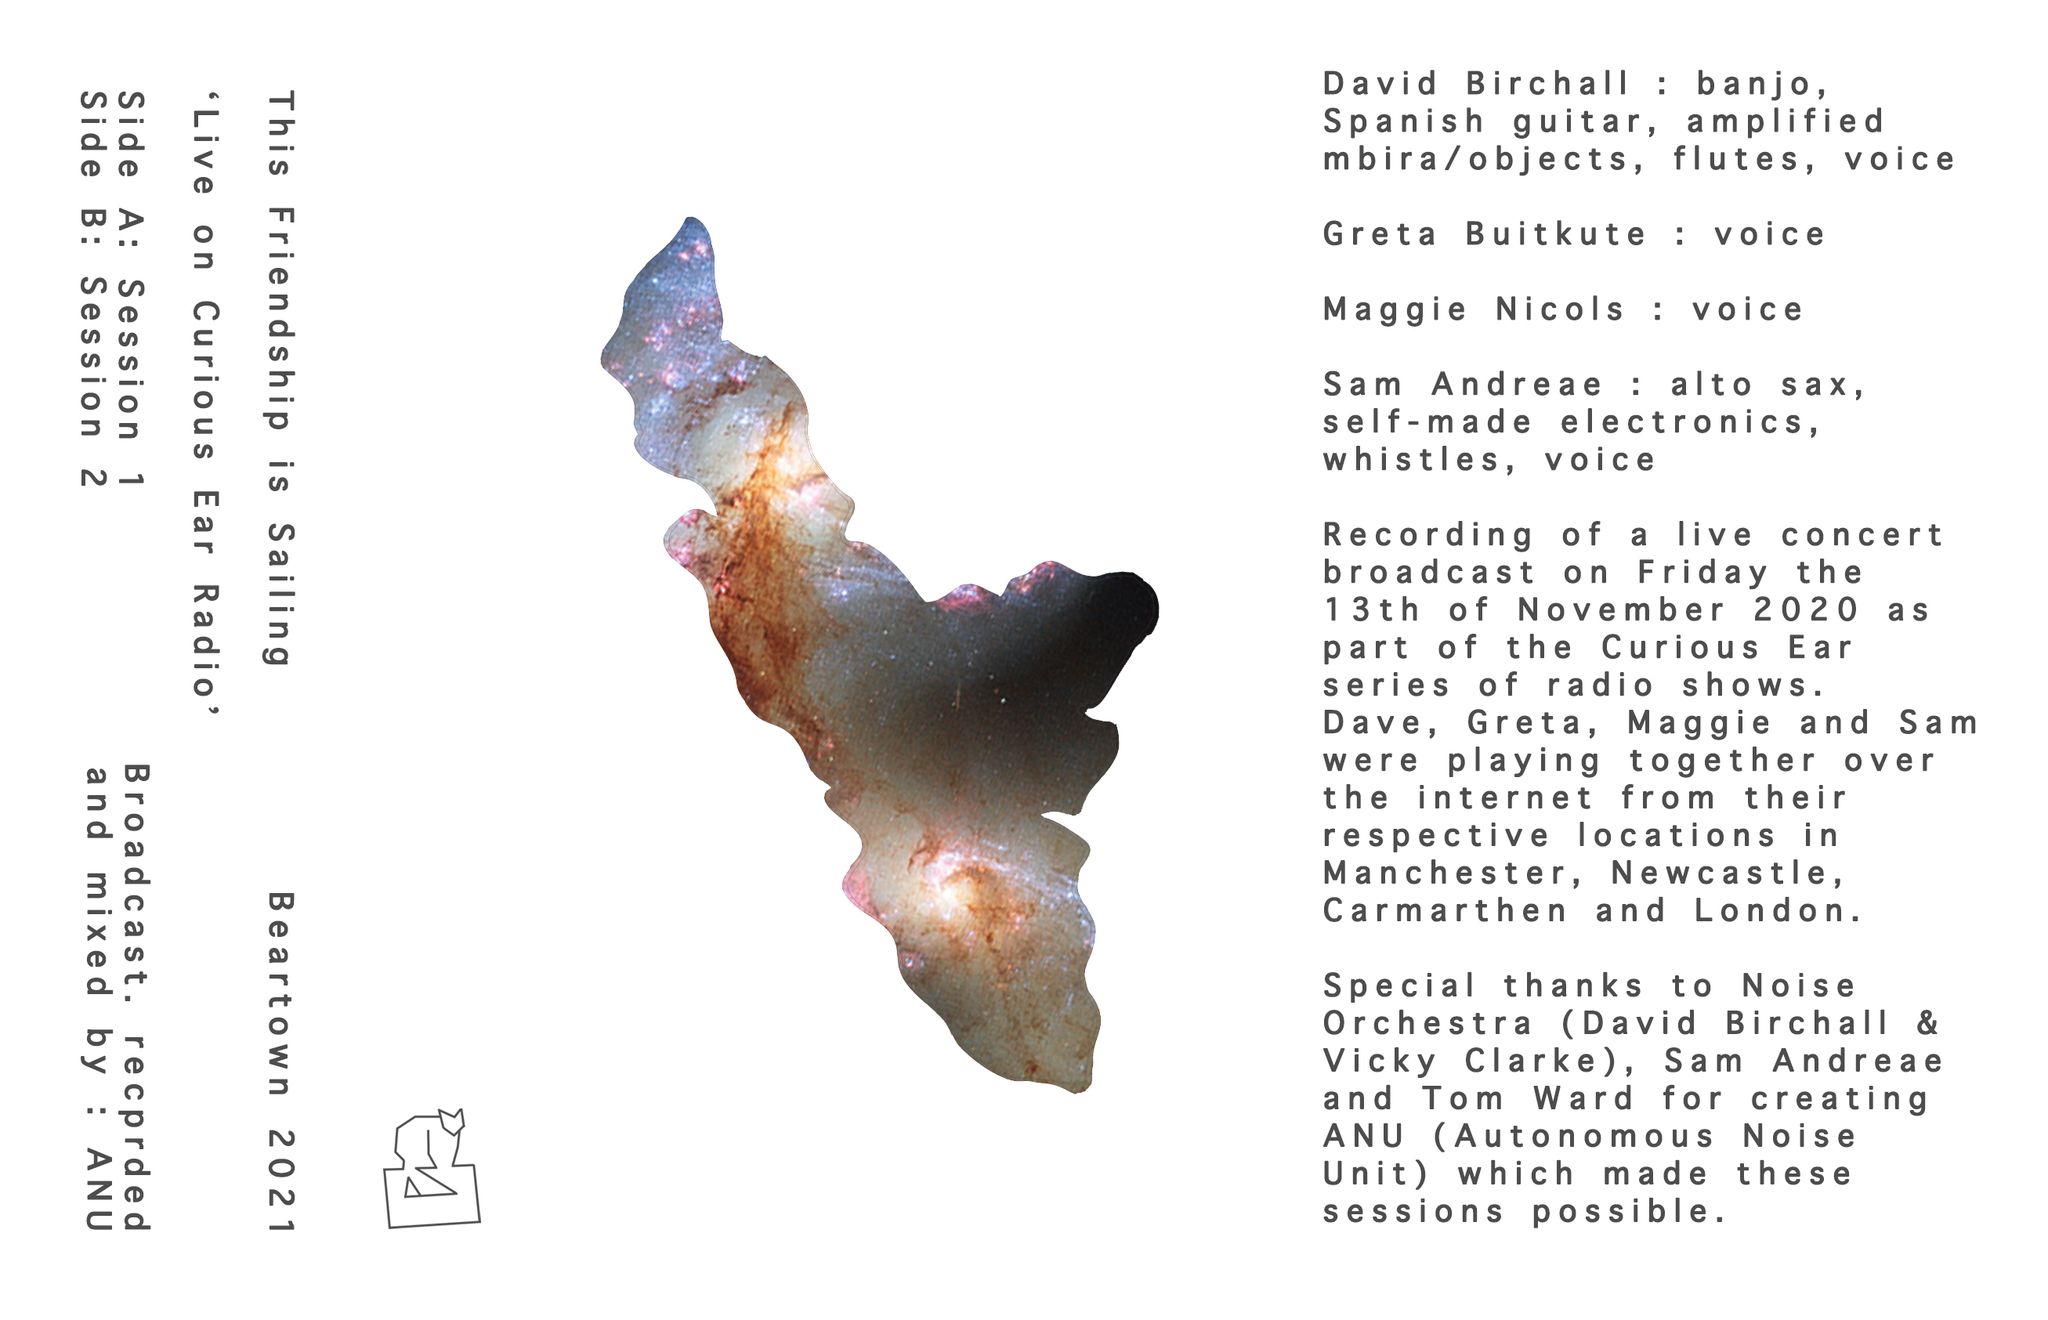 Side A: Session 1
Side B: Session 2
Broadcast. recprded
and mixed by : ANU
‘Live on Curious Ear Radio’
This Friendship is Sailing
Beartown 2021
David Birchall : banjo,
Spanish guitar, amplified
mbira/objects, flutes, voice
Greta Buitkute : voice
Maggie Nicols : voice
Sam Andreae : alto sax,
self-made electronics,
whistles, voice
Recording of a live concert
broadcast on Friday the
13th of November 2020 as
part of the Curious Ear
series of radio shows.
Dave, Greta, Maggie and Sam
were playing together over
the internet from their
respective locations in
Manchester, Newcastle,
Carmarthen and London.
Special thanks to Noise
Orchestra (David Birchall &
Vicky Clarke), Sam Andreae
and Tom Ward for creating
ANU (Autonomous Noise
Unit) which made these
sessions possible.